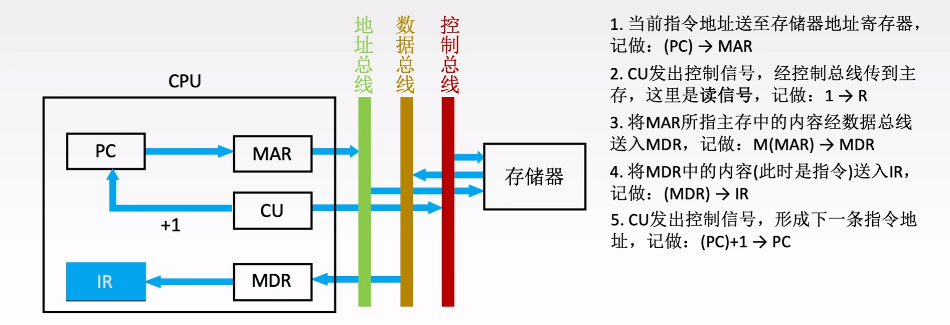 地址总线
数据总线
控制总线
CPU
PC
MAR
CU
+1
IR
MDR
存储器
1. 当前指令地址送至存储器地址寄存器，
记做：(PC) → MAR
2. CU发出控制信号，经控制总线传到主
存，这里是读信号，记做：1 → R
3. 将MAR所指主存中的内容经数据总线
送入MDR，记做：M(MAR) → MDR
4. 将MDR中的内容(此时是指令)送入IR，
记做：(MDR) → IR
5. CU发出控制信号，形成下一条指令地
址，记做：(PC)+1 → PC